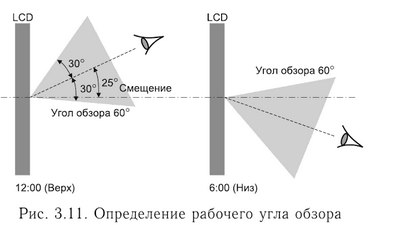 LCD
30°
30°
25°
Смещение
Угол обзора 60°
12:00 (Верх)
LCD
Угол обзора 60°
6:00 (Низ)
Рис. 3.11. Определение рабочего угла обзора